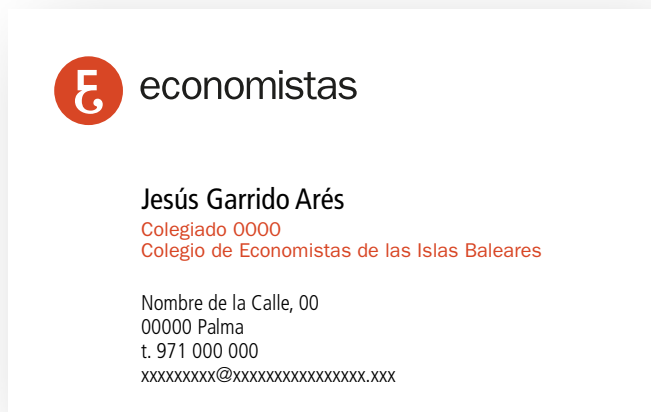 economistas
Jesús Garrido Arés
Colegiado 0000
Colegio de Economistas de las Islas Baleares
Nombre de la Calle, 00
00000 Palma
t. 971 000 000
xxxxxxxxx@xxxxxxxxxxxxxxxx.xxx